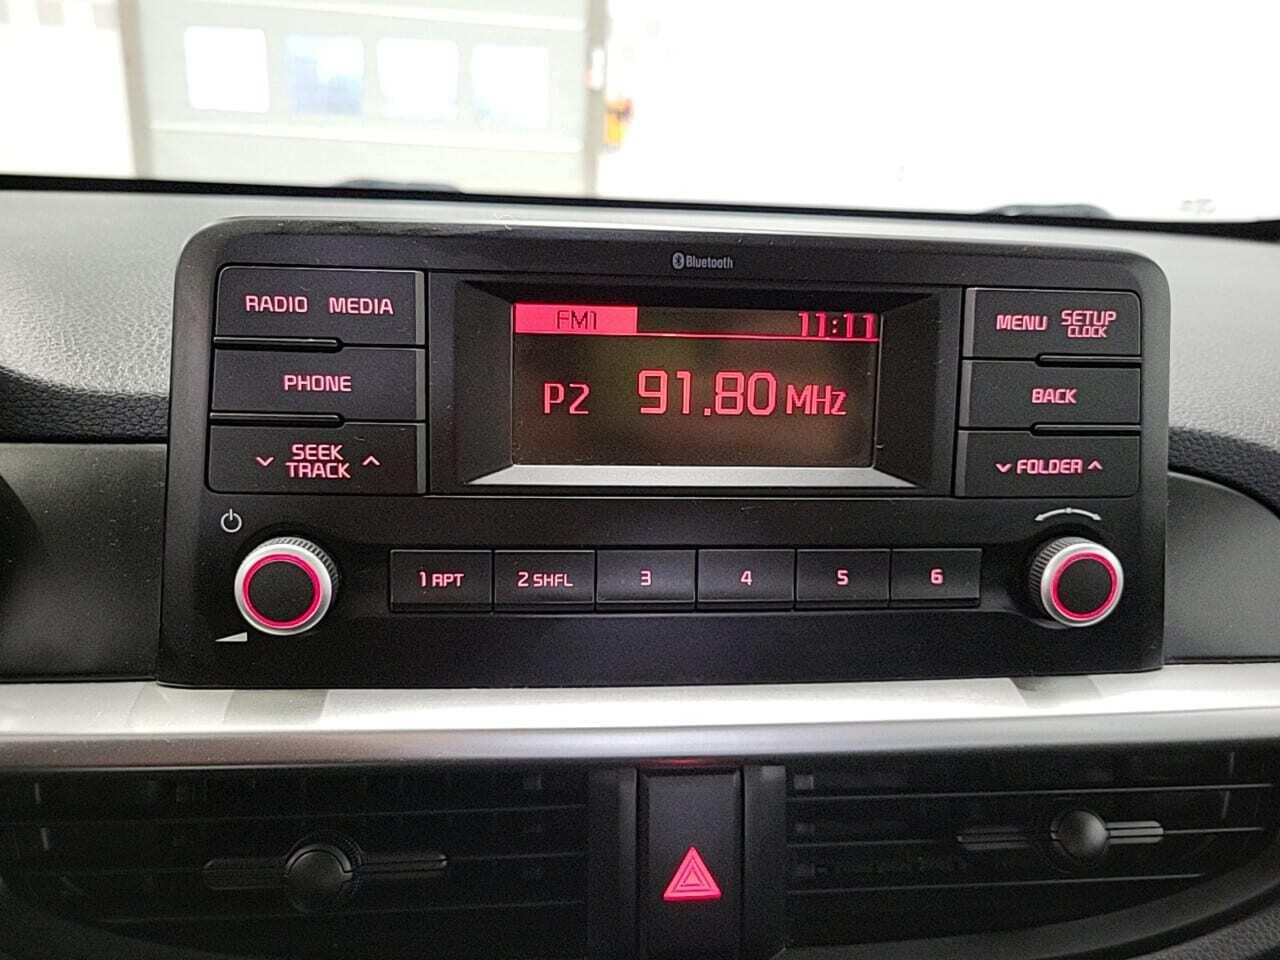 Bluetooth
RADIO MEDIA
PHONE
SEEK
TRACK
FM1 11:11
P2 91.80 MHz
MENU SETUP
CLOCK
BACK
FOLDER
1 RPT 2 SHFL 3 4 5 6